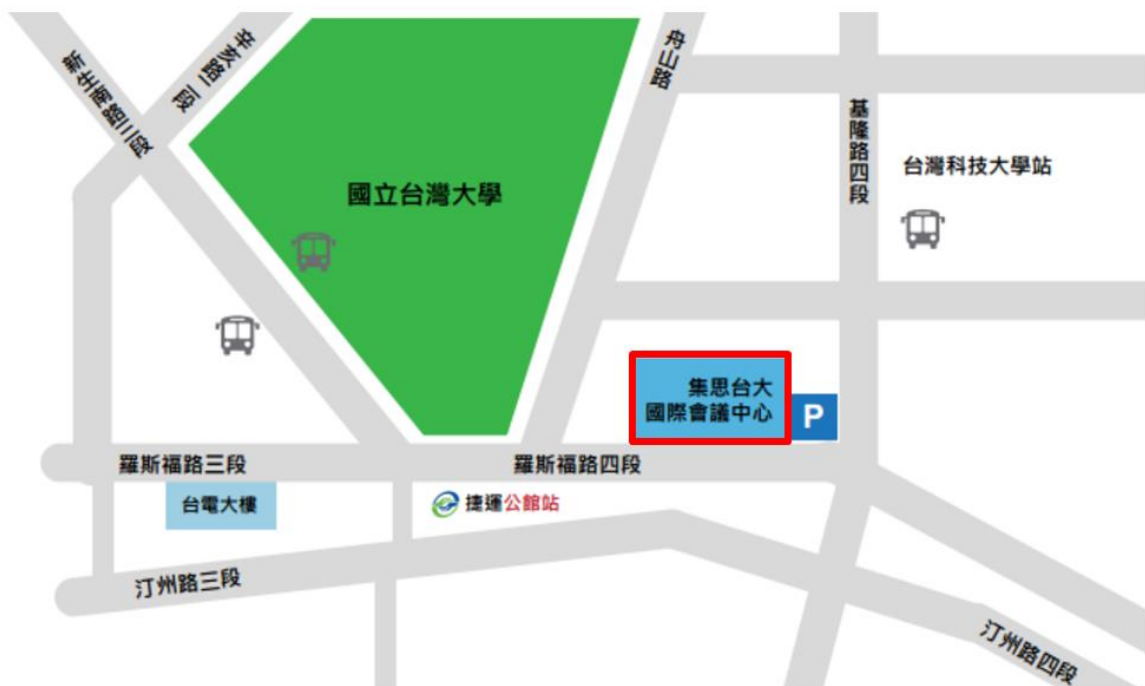 新生南路三段
辛亥路二段
舟山路
基隆路四段
台灣科技大學站
國立台灣大學
集思台大
國際會議中心
P
羅斯福路三段
羅斯福路四段
台電大樓
捷運公館站
汀州路三段
汀州路四段